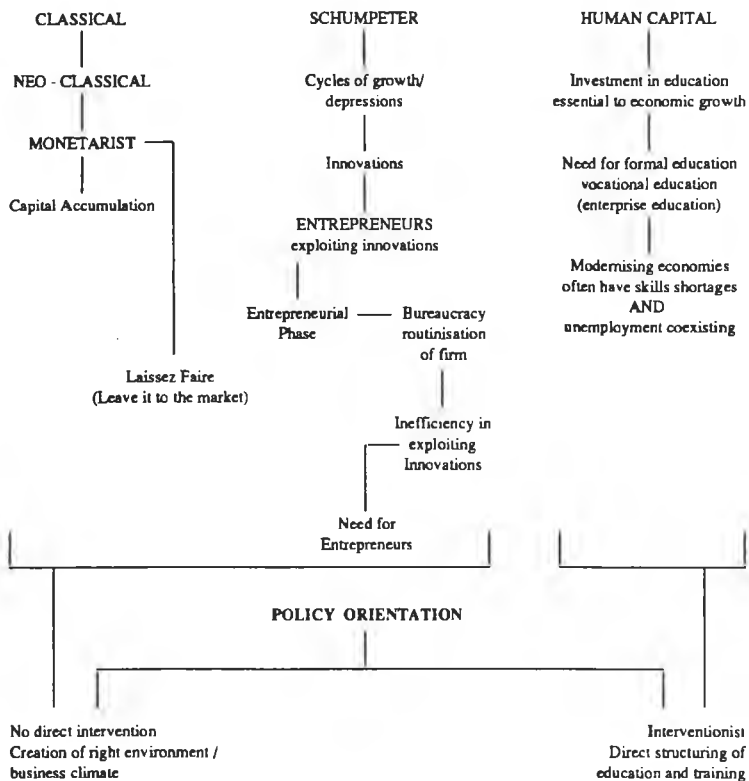 CLASSICAL
NEO - CLASSICAL
MONETARIST
Capital Accumulation
Laissez Faire
(Leave it to the market)
SCHUMPETER
Cycles of growth/
depressions
Innovations
ENTREPRENEURS
exploiting innovations
Entrepreneurial
Phase
Bureaucracy
routinisation
of firm
Inefficiency in
exploiting
Innovations
Need for
Entrepreneurs
HUMAN CAPITAL
Investment in education
essential to economic growth
Need for formal education
vocational education
(enterprise education)
Modernising economies
often have skills shortages
AND
unemployment coexisting
POLICY ORIENTATION
No direct intervention
Creation of right environment /
business climate
Interventionist
Direct structuring of
education and training